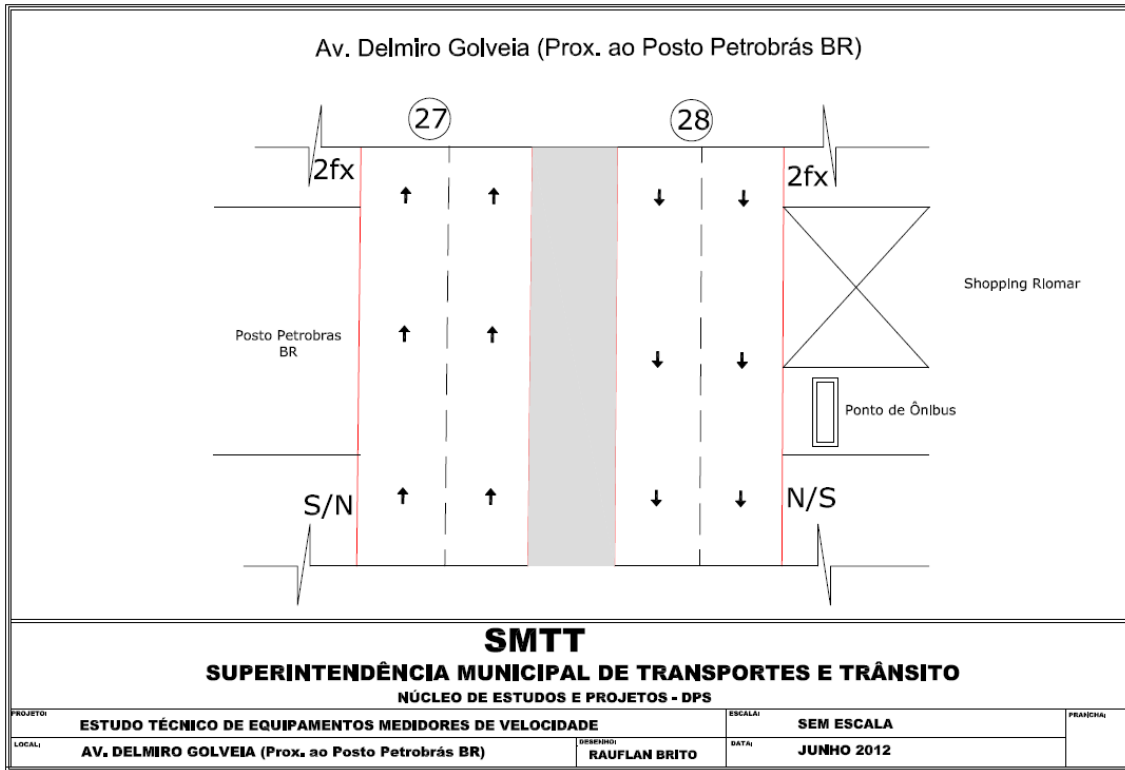 Av. Delmiro Golveia (Prox. ao Posto Petrobrás BR)
27
28
2fx
2fx
Shopping Riomar
Posto Petrobras
BR
Ponto de Ônibus
S/N
N/S
SMTT
SUPERINTENDÊNCIA MUNICIPAL DE TRANSPORTES E TRÂNSITO
NÚCLEO DE ESTUDOS E PROJETOS - DPS
PROJETO: ESTUDO TÉCNICO DE EQUIPAMENTOS MEDIDORES DE VELOCIDADE
ESCALA: SEM ESCALA
PRANCHA:
LOCAL: AV. DELMIRO GOLVEIA (Prox. ao Posto Petrobrás BR)
DESENHO: RAUFLAN BRITO
DATA: JUNHO 2012